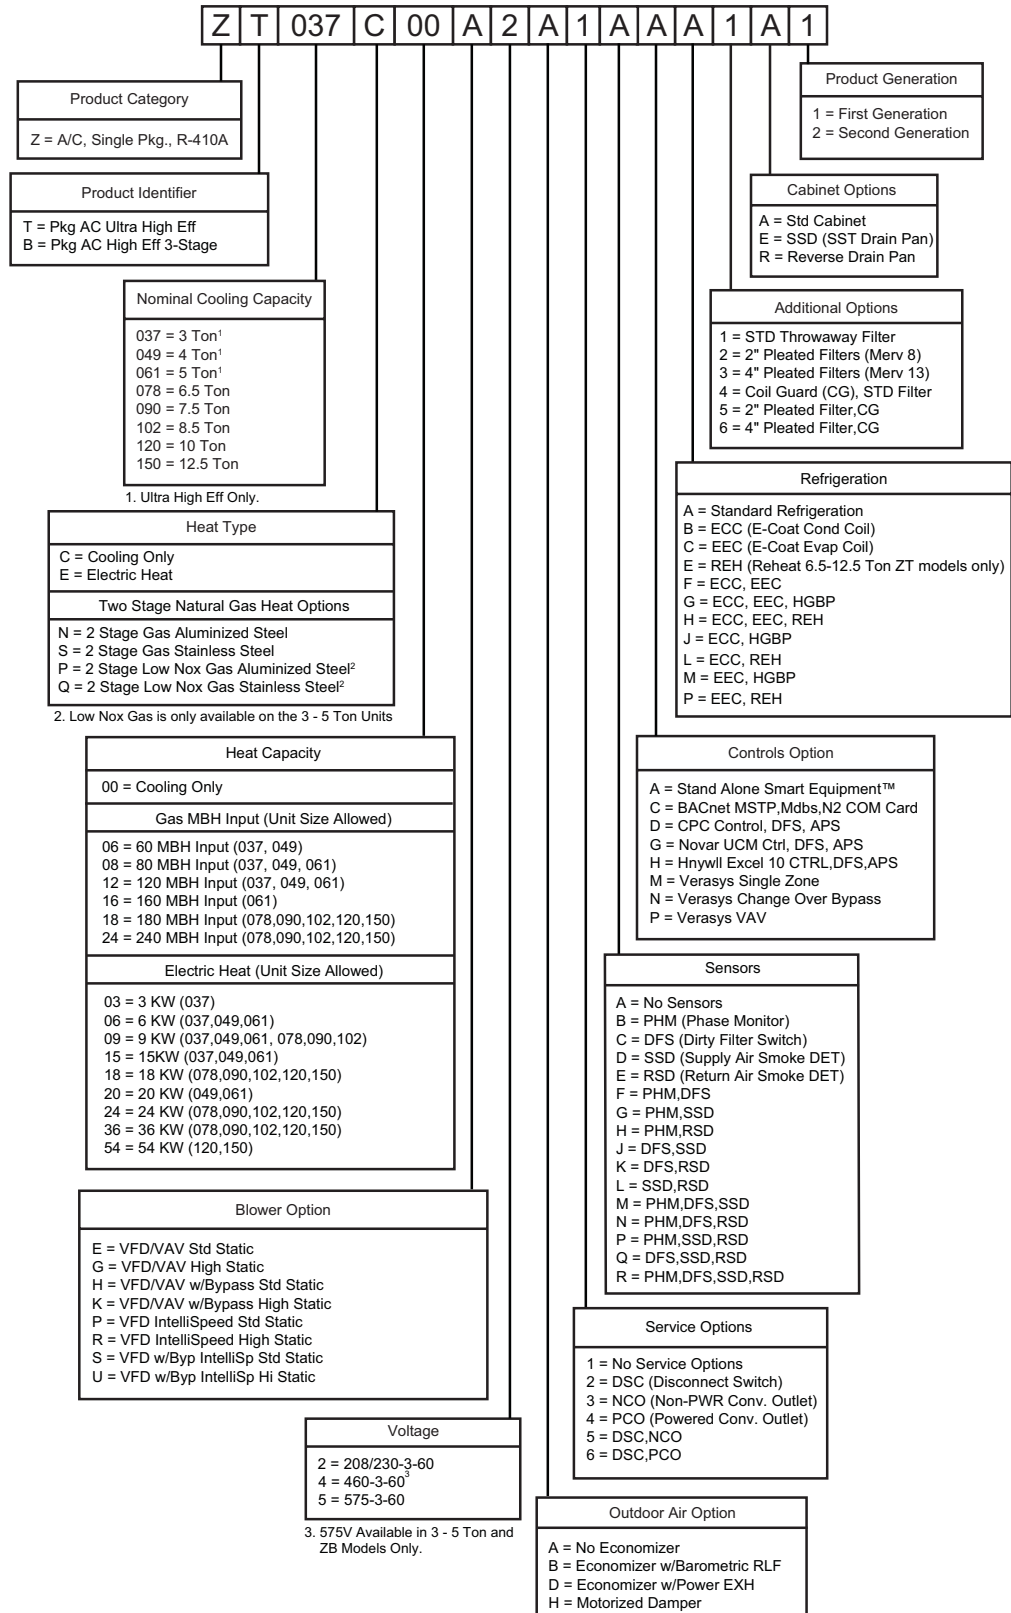 Z T 037 C 00 A 2 A 1 A A A 1 A 1
Product Category
Z = A/C, Single Pkg., R-410A
Product Identifier
T = Pkg AC Ultra High Eff
B = Pkg AC High Eff 3-Stage
Nominal Cooling Capacity
037 = 3 Ton¹
049 = 4 Ton¹
061 = 5 Ton¹
078 = 6.5 Ton
090 = 7.5 Ton
102 = 8.5 Ton
120 = 10 Ton
150 = 12.5 Ton
1. Ultra High Eff Only.
Heat Type
C = Cooling Only
E = Electric Heat
Two Stage Natural Gas Heat Options
N = 2 Stage Gas Aluminized Steel
S = 2 Stage Gas Stainless Steel
P = 2 Stage Low Nox Gas Aluminized Steel²
Q = 2 Stage Low Nox Gas Stainless Steel²
2. Low Nox Gas is only available on the 3 - 5 Ton Units
Heat Capacity
00 = Cooling Only
Gas MBH Input (Unit Size Allowed)
06 = 60 MBH Input (037, 049)
08 = 80 MBH Input (037, 049, 061)
12 = 120 MBH Input (037, 049, 061)
16 = 160 MBH Input (061)
18 = 180 MBH Input (078,090,102,120,150)
24 = 240 MBH Input (078,090,102,120,150)
Electric Heat (Unit Size Allowed)
03 = 3 KW (037)
06 = 6 KW (037,049,061)
09 = 9 KW (037,049,061, 078,090,102)
15 = 15KW (037,049,061)
18 = 18 KW (078,090,102,120,150)
20 = 20 KW (049,061)
24 = 24 KW (078,090,102,120,150)
36 = 36 KW (078,090,102,120,150)
54 = 54 KW (120,150)
Blower Option
E = VFD/VAV Std Static
G = VFD/VAV High Static
H = VFD/VAV w/Bypass Std Static
K = VFD/VAV w/Bypass High Static
P = VFD IntelliSpeed Std Static
R = VFD IntelliSpeed High Static
S = VFD w/Byp IntelliSp Std Static
U = VFD w/Byp IntelliSp Hi Static
Voltage
2 = 208/230-3-60
4 = 460-3-60³
5 = 575-3-60
3. 575V Available in 3 - 5 Ton and
ZB Models Only.
Outdoor Air Option
A = No Economizer
B = Economizer w/Barometric RLF
D = Economizer w/Power EXH
H = Motorized Damper
Service Options
1 = No Service Options
2 = DSC (Disconnect Switch)
3 = NCO (Non-PWR Conv. Outlet)
4 = PCO (Powered Conv. Outlet)
5 = DSC,NCO
6 = DSC,PCO
Sensors
A = No Sensors
B = PHM (Phase Monitor)
C = DFS (Dirty Filter Switch)
D = SSD (Supply Air Smoke DET)
E = RSD (Return Air Smoke DET)
F = PHM,DFS
G = PHM,SSD
H = PHM,RSD
J = DFS,SSD
K = DFS,RSD
L = SSD,RSD
M = PHM,DFS,SSD
N = PHM,DFS,RSD
P = PHM,SSD,RSD
Q = DFS,SSD,RSD
R = PHM,DFS,SSD,RSD
Controls Option
A = Stand Alone Smart Equipment™
C = BACnet MSTP,Mdbs,N2 COM Card
D = CPC Control, DFS, APS
G = Novar UCM Ctrl, DFS, APS
H = Hnywll Excel 10 CTRL,DFS,APS
M = Verasys Single Zone
N = Verasys Change Over Bypass
P = Verasys VAV
Refrigeration
A = Standard Refrigeration
B = ECC (E-Coat Cond Coil)
C = EEC (E-Coat Evap Coil)
E = REH (Reheat 6.5-12.5 Ton ZT models only)
F = ECC, EEC
G = ECC, EEC, HGBP
H = ECC, EEC, REH
J = ECC, HGBP
L = ECC, REH
M = EEC, HGBP
P = EEC, REH
Additional Options
1 = STD Throwaway Filter
2 = 2" Pleated Filters (Merv 8)
3 = 4" Pleated Filters (Merv 13)
4 = Coil Guard (CG), STD Filter
5 = 2" Pleated Filter,CG
6 = 4" Pleated Filter,CG
Cabinet Options
A = Std Cabinet
E = SSD (SST Drain Pan)
R = Reverse Drain Pan
Product Generation
1 = First Generation
2 = Second Generation